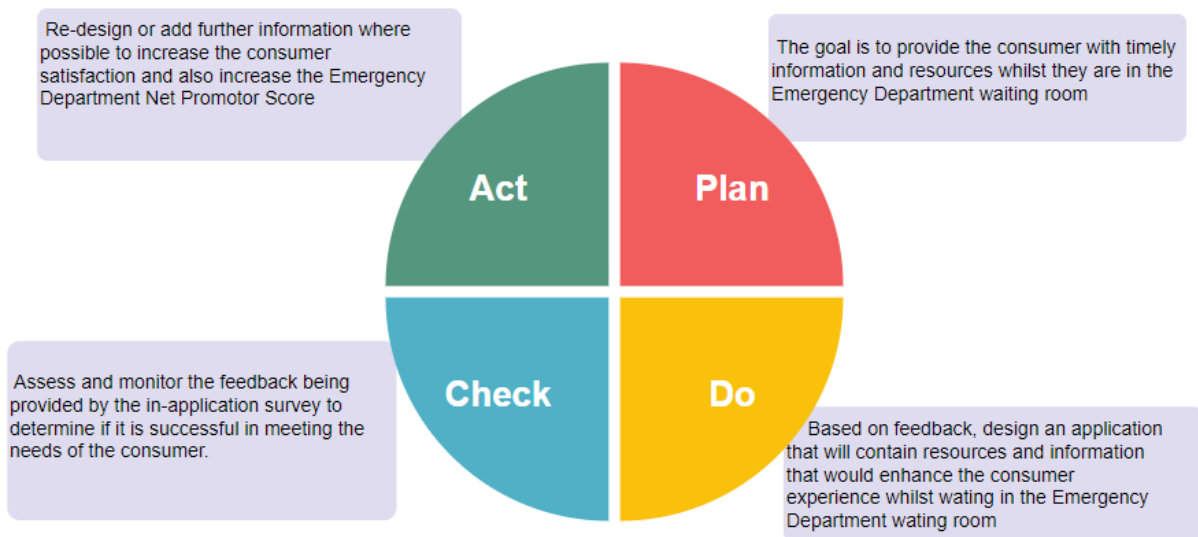 Re-design or add further information where
possible to increase the consumer
satisfaction and also increase the Emergency
Department Net Promotor Score
The goal is to provide the consumer with timely
information and resources whilst they are in the
Emergency Department waiting room
Act
Plan
Check
Do
Assess and monitor the feedback being
provided by the in-application survey to
determine if it is successful in meeting the
needs of the consumer.
Based on feedback, design an application
that will contain resources and information
that would enhance the consumer
experience whilst wating in the Emergency
Department wating room